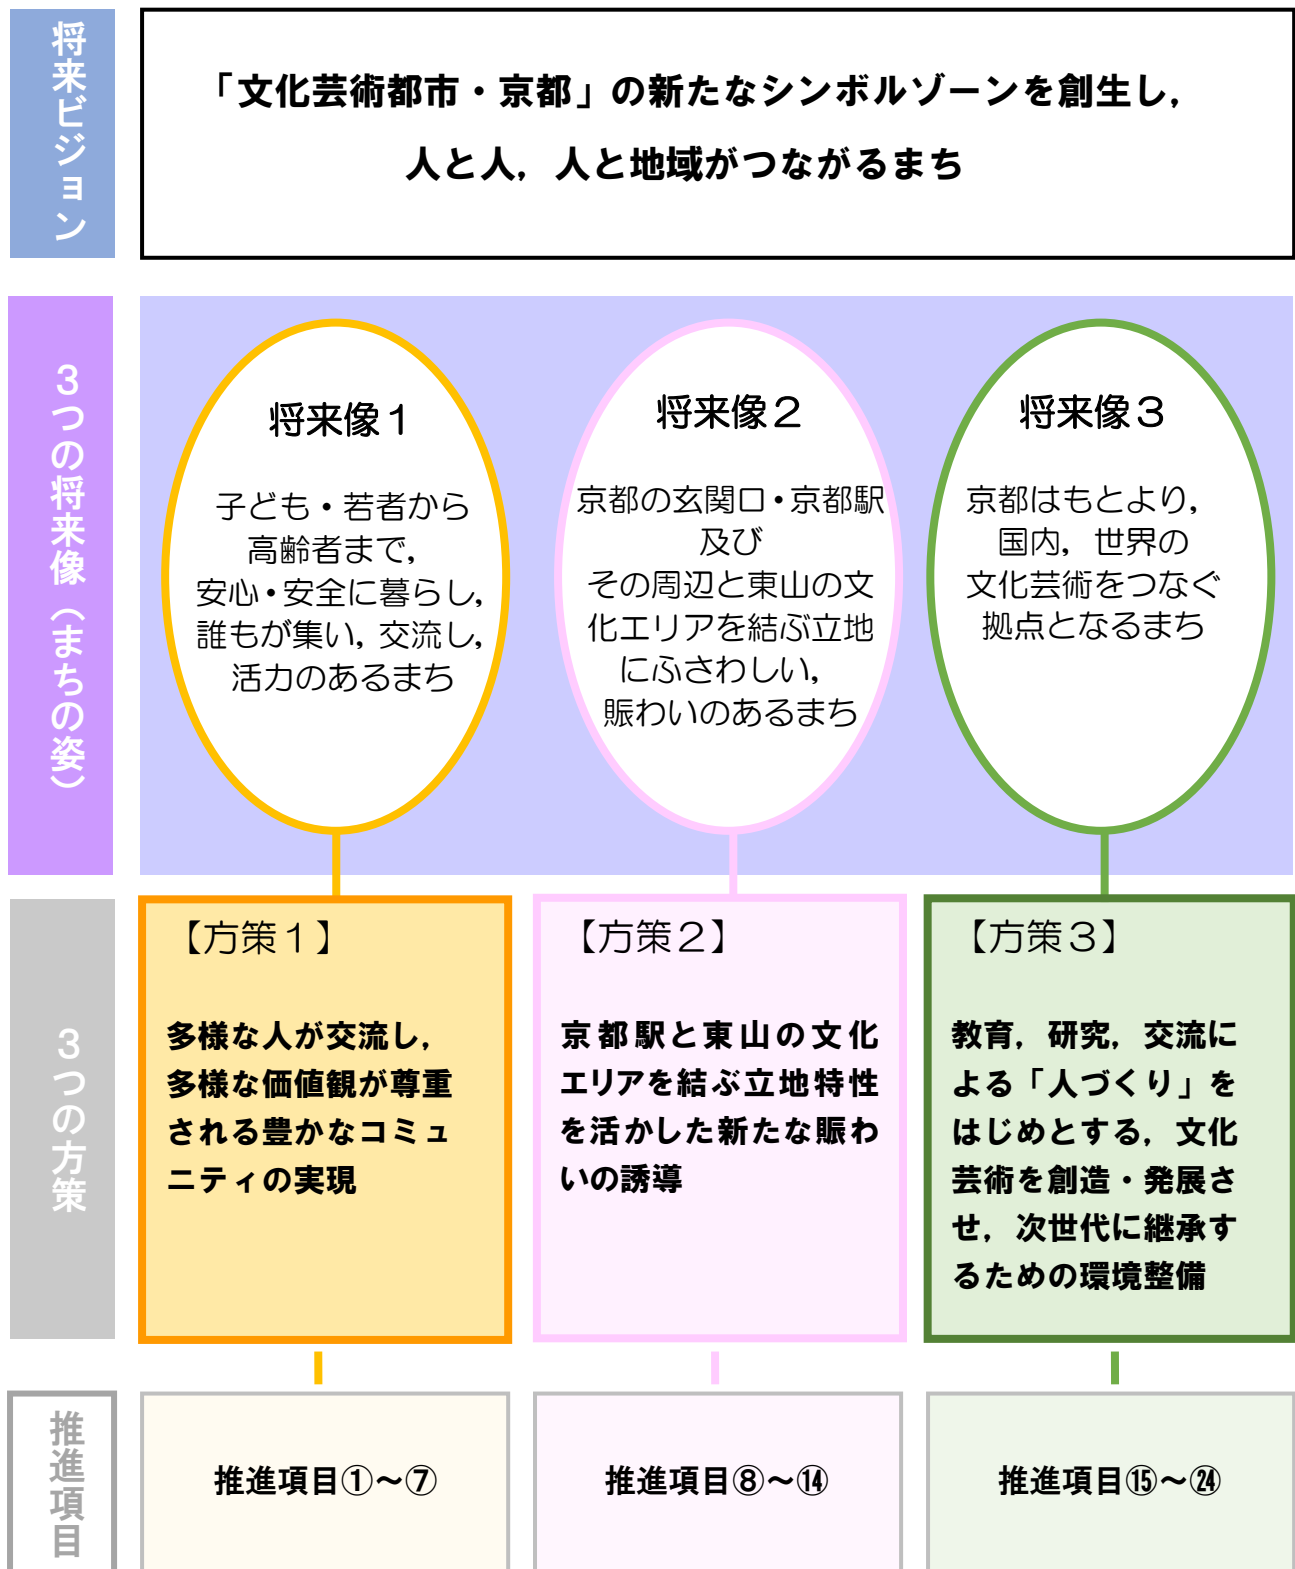 将来ビジョン
「文化芸術都市・京都」の新たなシンボルゾーンを創生し，
人と人，人と地域がつながるまち
３つの将来像（まちの姿）
将来像１
子ども・若者から
高齢者まで，
安心・安全に暮らし，
誰もが集い，交流し，
活力のあるまち
将来像２
京都の玄関口・京都駅
及び
その周辺と東山の文
化エリアを結ぶ立地
にふさわしい，
賑わいのあるまち
将来像３
京都はもとより，
国内，世界の
文化芸術をつなぐ
拠点となるまち
３つの方策
【方策１】
多様な人が交流し，
多様な価値観が尊重
される豊かなコミュ
ニティの実現
【方策２】
京都駅と東山の文化
エリアを結ぶ立地特性
を活かした新たな賑わ
いの誘導
【方策３】
教育，研究，交流に
よる「人づくり」を
はじめとする，文化
芸術を創造・発展さ
せ，次世代に継承す
るための環境整備
推進項目
推進項目①～⑦
推進項目⑧～⑭
推進項目⑮～㉔